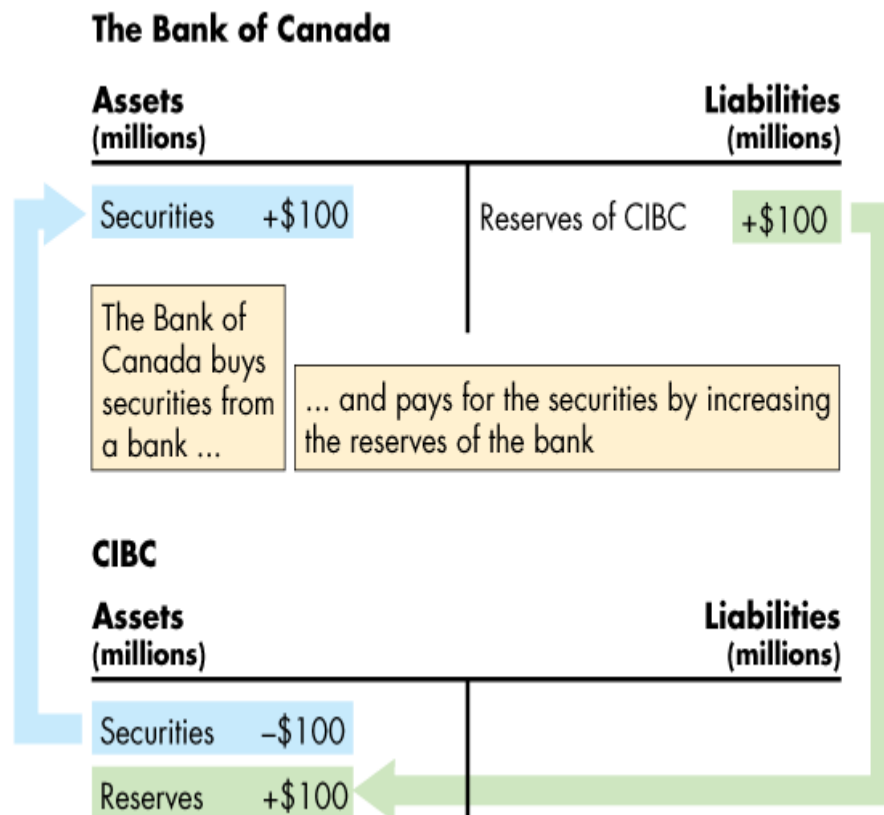 The Bank of Canada
Assets Liabilities
(millions) (millions)
Securities +$100 Reserves of CIBC +$100
The Bank of
Canada buys
securities from
a bank ...
... and pays for the securities by increasing
the reserves of the bank
CIBC
Assets Liabilities
(millions) (millions)
Securities –$100
Reserves +$100